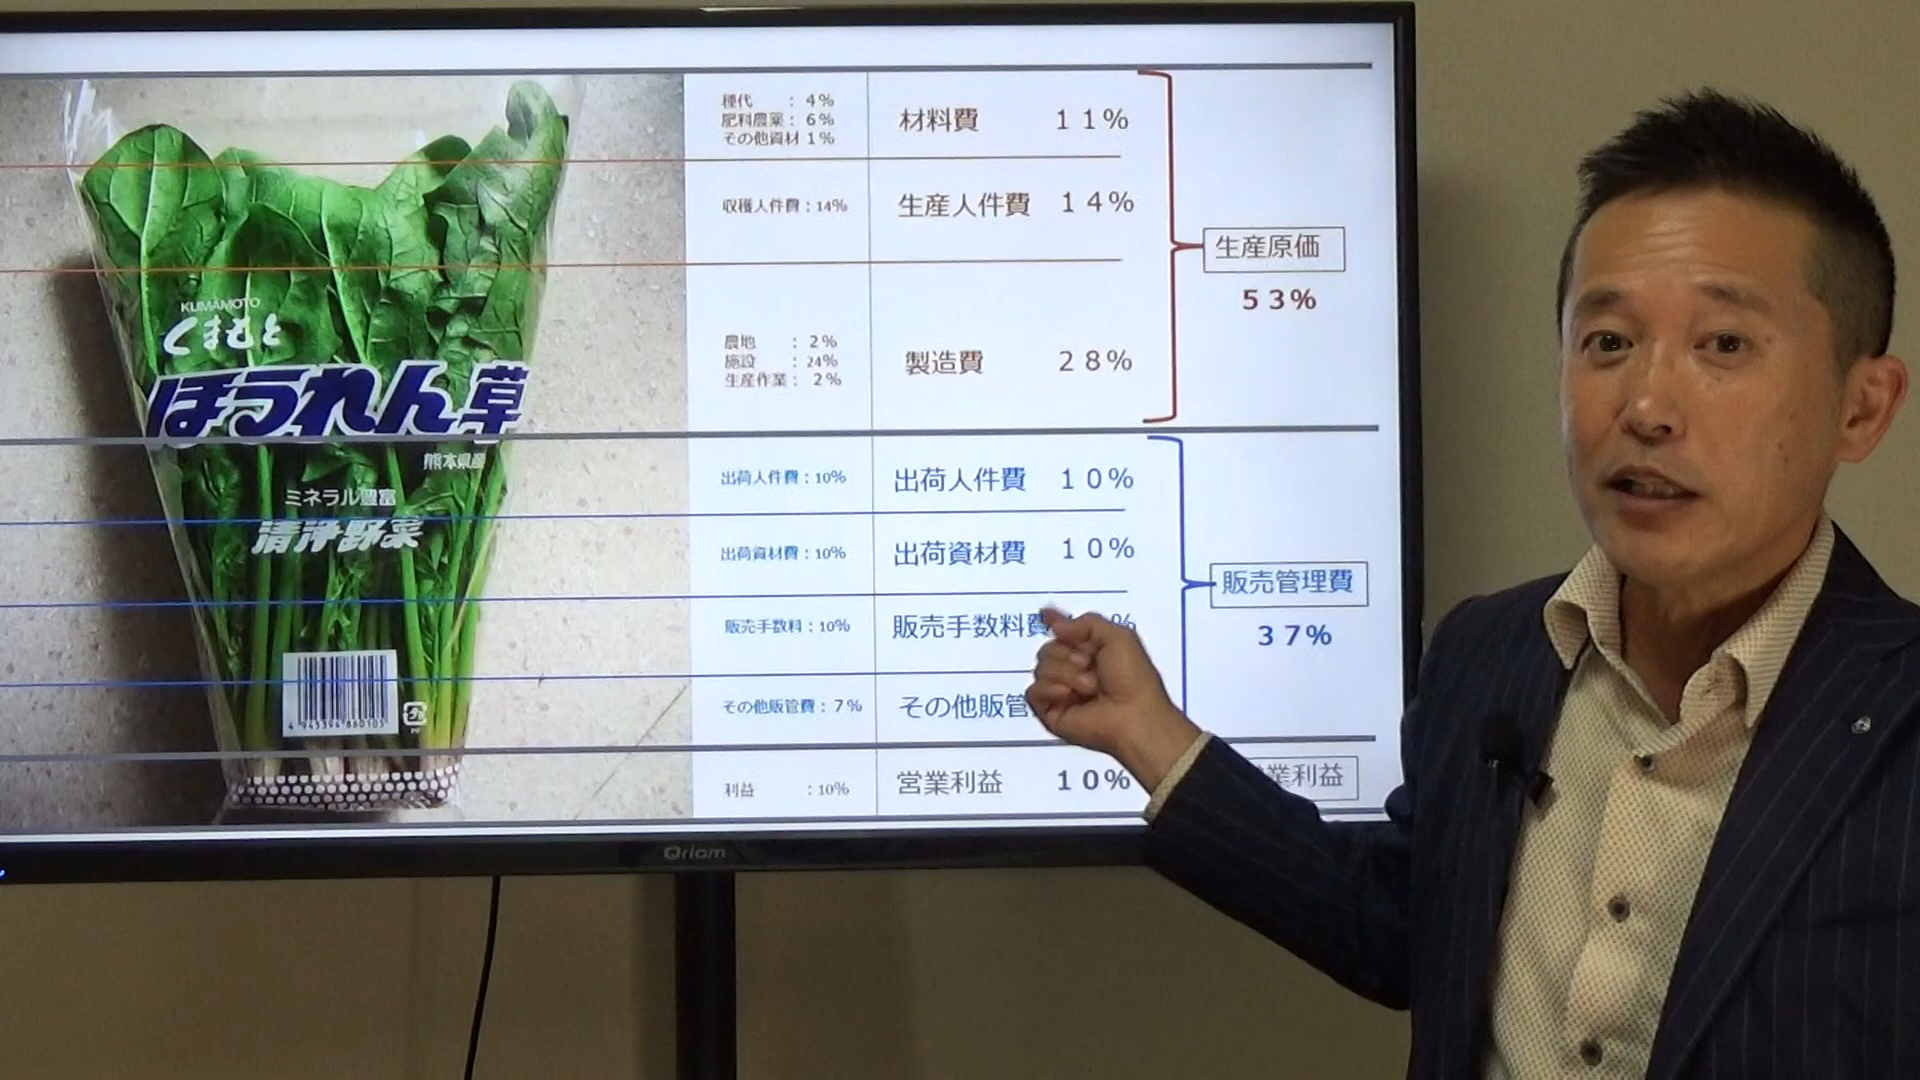 KUMAMOTO
くまもと
ほうれん草
熊本県産
ミネラル豊富
清浄野菜
種代 : 4%
肥料農薬 : 6%
その他資材 1%
材料費 11%
収穫人件費 : 14%
生産人件費 14%
農地 : 2%
施設 : 24%
生産作業 : 2%
製造費 28%
生産原価
53%
出荷人件費 : 10%
出荷人件費 10%
出荷資材費 : 10%
出荷資材費 10%
販売手数料 : 10%
販売手数料費 %
その他販管費 : 7%
その他販管
販売管理費
37%
利益 : 10%
営業利益 10%
業利益
Qriom